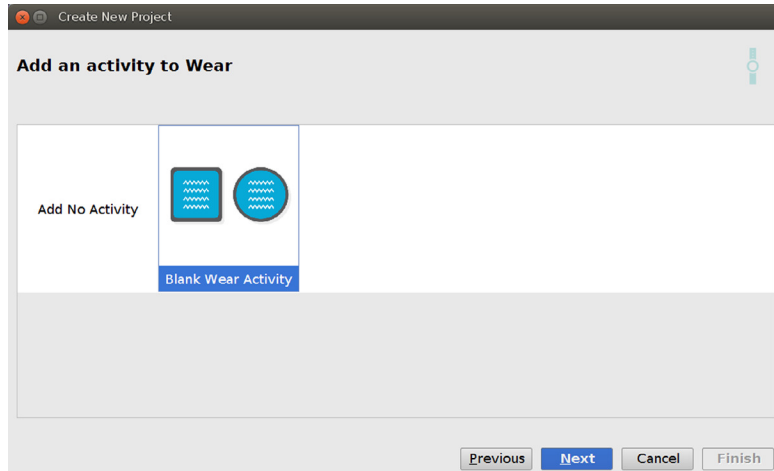 Create New Project
Add an activity to Wear
Add No Activity
Blank Wear Activity
Previous Next Cancel Finish